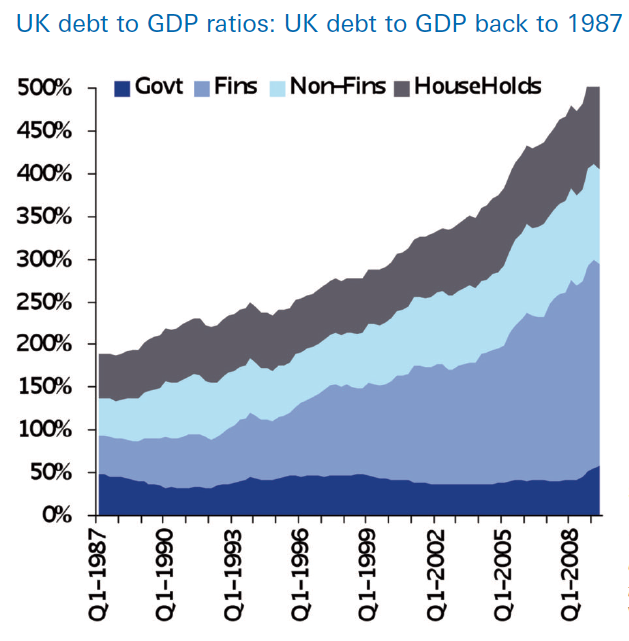 UK debt to GDP ratios: UK debt to GDP back to 1987
Govt Fins Non-Fins HouseHolds
500%
450%
400%
350%
300%
250%
200%
150%
100%
50%
0%
Q1-1987
Q1-1990
Q1-1993
Q1-1996
Q1-1999
Q1-2002
Q1-2005
Q1-2008